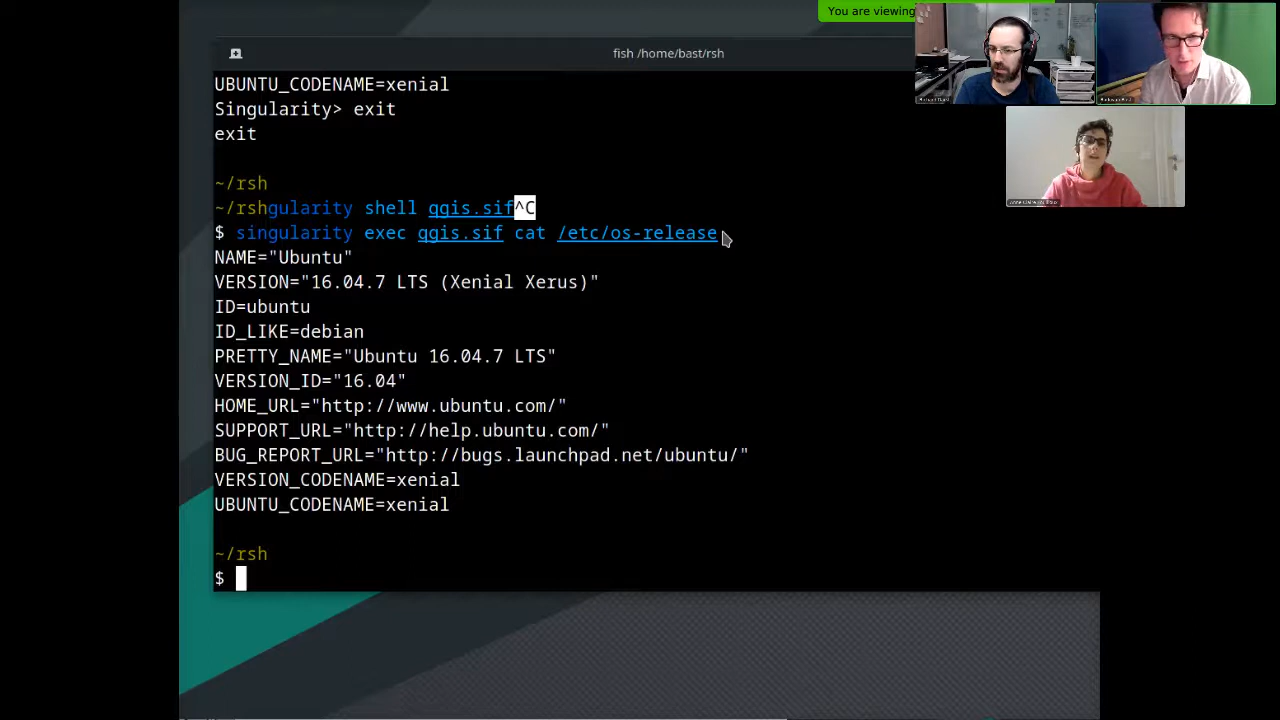 You are viewing
fish /home/bast/rsh
UBUNTU_CODENAME=xenial
Singularity> exit
exit
~/rsh
~/rshgularity shell qgis.sif^C
$ singularity exec qgis.sif cat /etc/os-release
NAME="Ubuntu"
VERSION="16.04.7 LTS (Xenial Xerus)"
ID=ubuntu
ID_LIKE=debian
PRETTY_NAME="Ubuntu 16.04.7 LTS"
VERSION_ID="16.04"
HOME_URL="http://www.ubuntu.com/"
SUPPORT_URL="http://help.ubuntu.com/"
BUG_REPORT_URL="http://bugs.launchpad.net/ubuntu/"
VERSION_CODENAME=xenial
UBUNTU_CODENAME=xenial
~/rsh
$